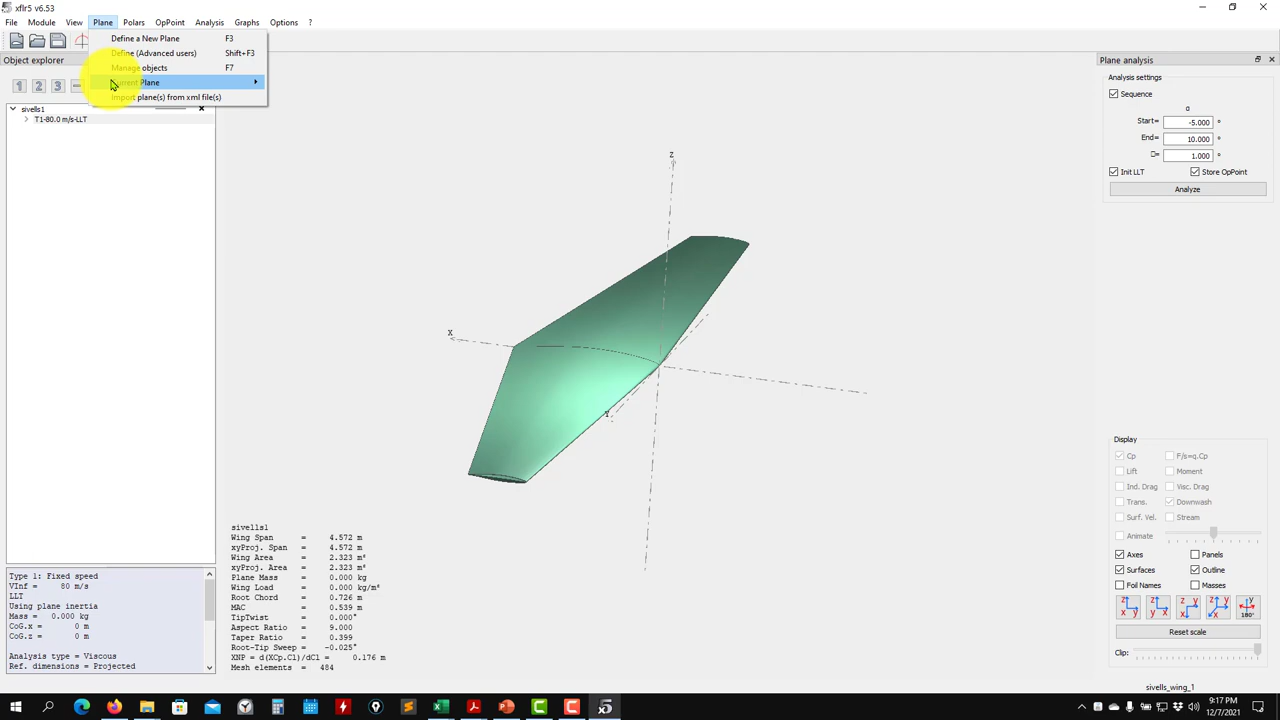 xflr5 v6.53
File Module View Plane Polars OpPoint Analysis Graphs Options ?
Define a New Plane F3
Define (Advanced users) Shift+F3
Manage objects F7
Current Plane
Import plane(s) from xml file(s)
Object explorer
1 2 3
sivells1
T1-80.0 m/s-LLT
Type 1: Fixed speed
VInf = 80 m/s
LLT
Using plane inertia
Mass = 0.000 kg
CoG.x = 0 m
CoG.z = 0 m
Analysis type = Viscous
Ref. dimensions = Projected
Z
X
Y
sivells1
Wing Span = 4.572 m
xyProj. Span = 4.572 m
Wing Area = 2.323 m²
xyProj. Area = 2.323 m²
Plane Mass = 0.000 kg
Wing Load = 0.000 kg/m²
Root Chord = 0.726 m
MAC = 0.539 m
TipTwist = 0.000°
Aspect Ratio = 9.000
Taper Ratio = 0.399
Root-Tip Sweep = -0.025°
XNP = d(XCp.Cl)/dCl = 0.176 m
Mesh elements = 484
Plane analysis
Analysis settings
Sequence
α
Start= -5.000 °
End= 10.000 °
□= 1.000 °
Init LLT Store OpPoint
Analyze
Display
Cp F/s=q.Cp
Lift Moment
Ind. Drag Visc. Drag
Trans. Downwash
Surf. Vel. Stream
Animate
Axes Panels
Surfaces Outline
Foil Names Masses
z x y z y x z x y z x y y 180°
Reset scale
Clip:
sivells_wing_1
9:17 PM
12/7/2021